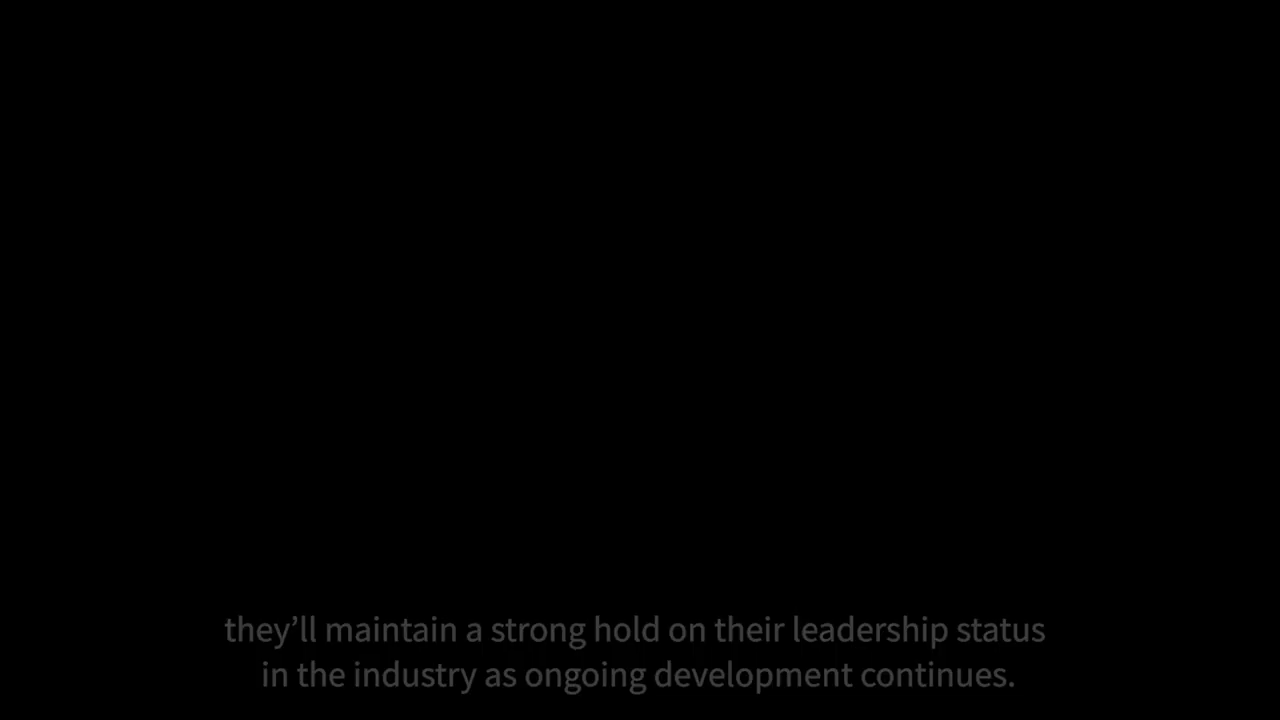 they’ll maintain a strong hold on their leadership status
in the industry as ongoing development continues.